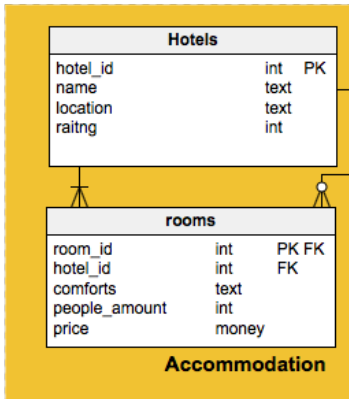 Hotels
hotel_id int PK
name text
location text
raitng int
rooms
room_id int PK FK
hotel_id int FK
comforts text
people_amount int
price money
Accommodation